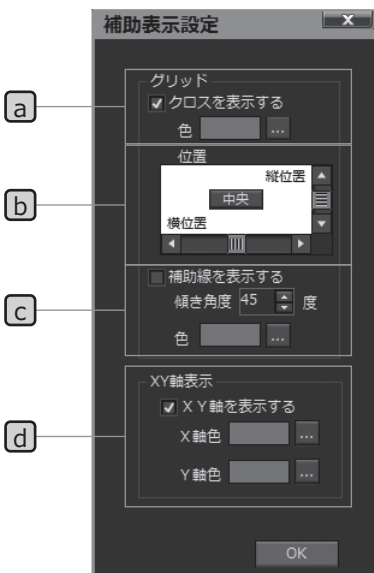 補助表示設定
x
グリッド
a
クロスを表示する
色 ...
位置
縦位置
b
中央
横位置
補助線を表示する
c
傾き角度 45 度
色 ...
XY軸表示
XY軸を表示する
d
X軸色 ...
Y軸色 ...
OK